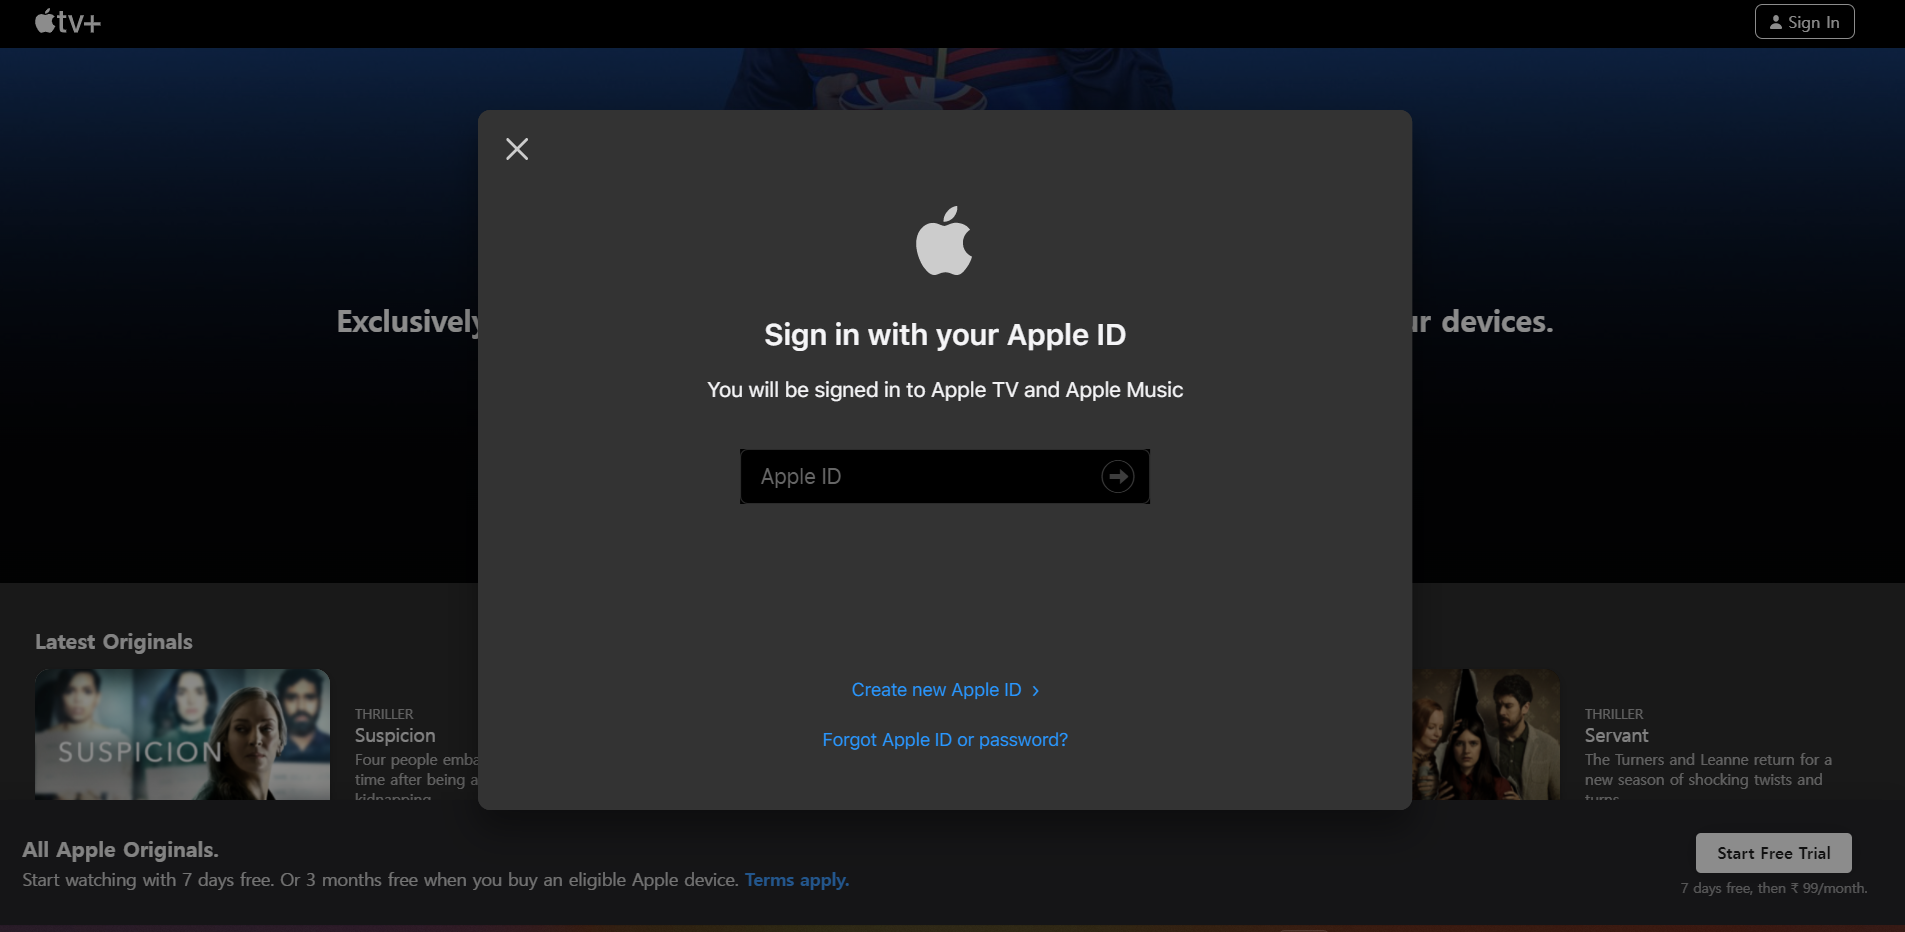 tv+
Sign In
Sign in with your Apple ID
You will be signed in to Apple TV and Apple Music
Apple ID
Create new Apple ID ›
Forgot Apple ID or password?
Exclusively
devices.
Latest Originals
SUSPICION
THRILLER
Suspicion
Four people
time after being a
kidnapping
THRILLER
Servant
The Turners and Leanne return for a
new season of shocking twists and
turns
All Apple Originals.
Start watching with 7 days free. Or 3 months free when you buy an eligible Apple device. Terms apply.
Start Free Trial
7 days free, then ₹ 99/month.